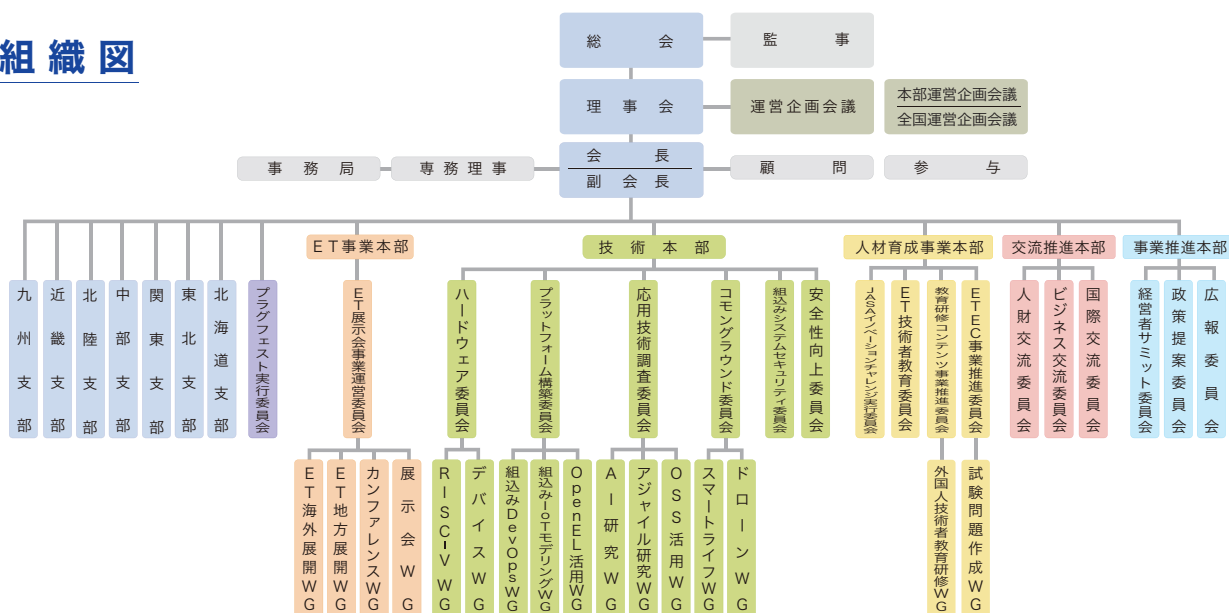 組織図
総会
監事
理事会
運営企画会議
本部運営企画会議
全国運営企画会議
事務局
専務理事
会長
副会長
顧問
参与
ET事業本部
技術本部
人材育成事業本部
交流推進本部
事業推進本部
九州支部
近畿支部
北陸支部
中部支部
関東支部
東北支部
北海道支部
プラグフェスト実行委員会
ET展示会事業運営委員会
ハードウェア委員会
プラットフォーム構築委員会
応用技術調査委員会
コモングラウンド委員会
組込みシステムセキュリティ委員会
安全性向上委員会
JASAイノベーションチャレンジ実行委員会
ET技術者教育委員会
教育研修コンテンツ事業推進委員会
ETEC事業推進委員会
人財交流委員会
ビジネス交流委員会
国際交流委員会
経営者サミット委員会
政策提案委員会
広報委員会
ET海外展開WG
ET地方展開WG
カンファレンスWG
展示会WG
RISC-V WG
デバイスWG
組込みDevOpsWG
組込みIoTモデリングWG
OpenEL活用WG
AI研究WG
アジャイル研究WG
OSS活用WG
スマートライフWG
ドローンWG
外国人技術者教育研修WG
試験問題作成WG